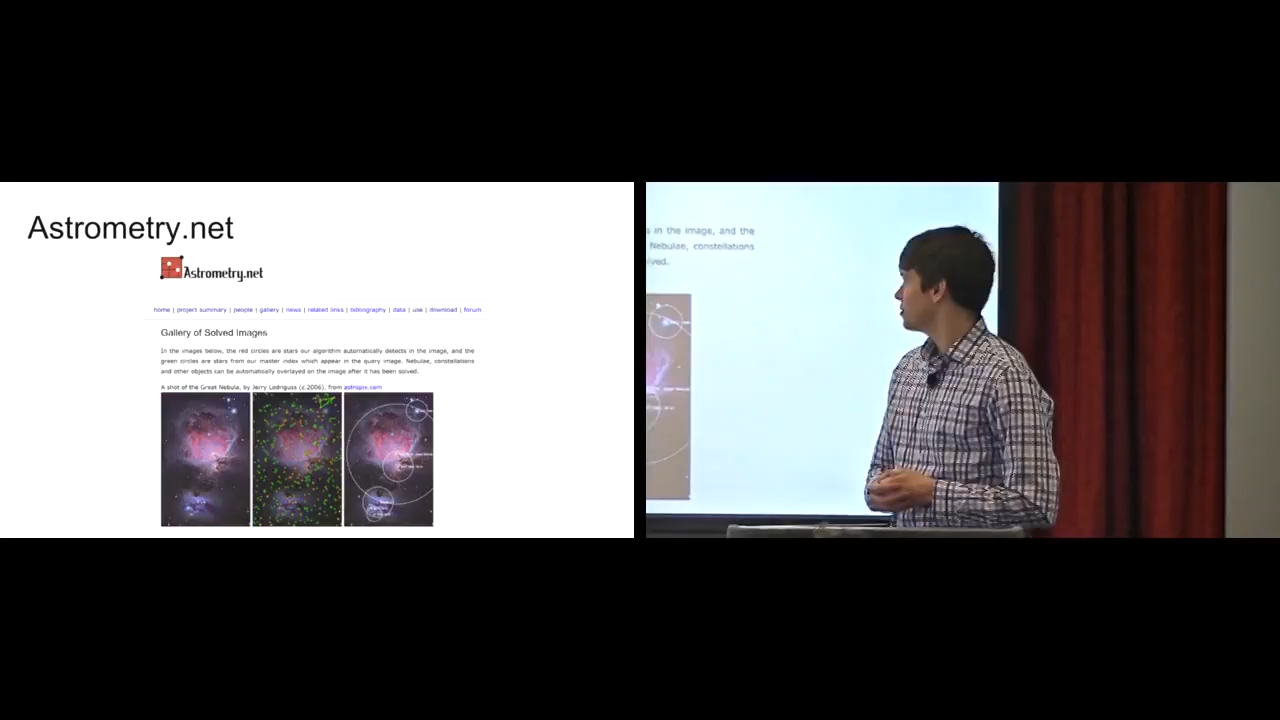 Astrometry.net
Astrometry.net
home | project summary | people | gallery | news | related links | bibliography | data | use | download | forum
Gallery of Solved Images
In the images below, the red circles are stars our algorithm automatically detects in the image, and the
green circles are stars from our master index which appear in the query image. Nebulae, constellations
and other objects can be automatically overlayed on the image after it has been solved.
A shot of the Great Nebula, by Jerry Lodriguss (c.2006), from astropix.com
s in the image, and the
Nebulae, constellations
olved.